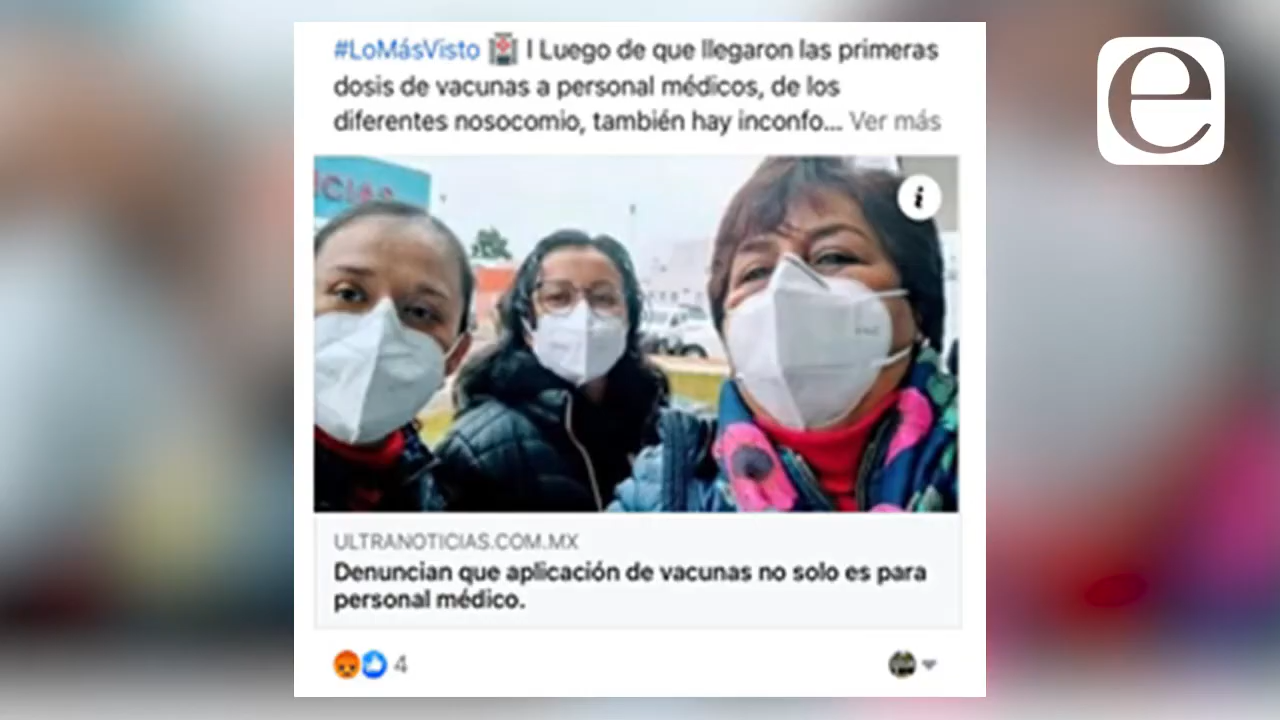 #LoMásVisto 🏥 | Luego de que llegaron las primeras
dosis de vacunas a personal médicos, de los
diferentes nosocomio, también hay inconfo... Ver más
e
i
ULTRANOTICIAS.COM.MX
Denuncian que aplicación de vacunas no solo es para
personal médico.
4